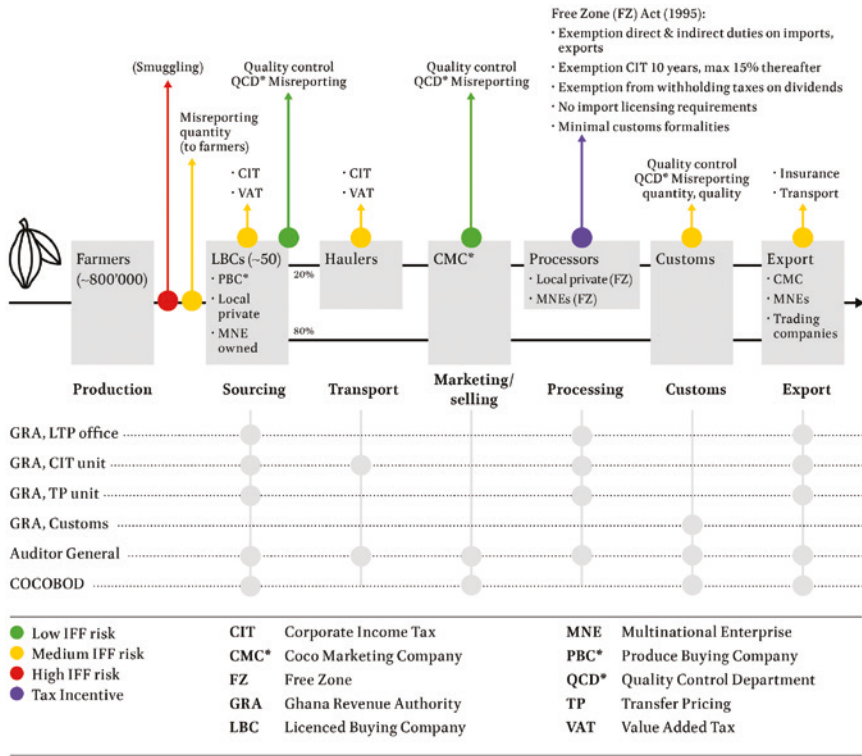 Free Zone (FZ) Act (1995):
· Exemption direct & indirect duties on imports,
exports
· Exemption CIT 10 years, max 15% thereafter
· Exemption from withholding taxes on dividends
· No import licensing requirements
· Minimal customs formalities
(Smuggling)
Quality control
QCD* Misreporting
Quality control
QCD* Misreporting
Misreporting
quantity
(to farmers)
· CIT
· VAT
· CIT
· VAT
Quality control
QCD* Misreporting
quantity, quality
· Insurance
· Transport
Farmers
(~800'000)
LBCs (~50)
· PBC*
· Local
private
· MNE
owned
20%
80%
Haulers
CMC*
Processors
· Local private (FZ)
· MNEs (FZ)
Customs
Export
· CMC
· MNEs
· Trading
companies
Production
Sourcing
Transport
Marketing/
selling
Processing
Customs
Export
GRA, LTP office
GRA, CIT unit
GRA, TP unit
GRA, Customs
Auditor General
COCOBOD
Low IFF risk
Medium IFF risk
High IFF risk
Tax Incentive
CIT Corporate Income Tax
CMC* Coco Marketing Company
FZ Free Zone
GRA Ghana Revenue Authority
LBC Licenced Buying Company
MNE Multinational Enterprise
PBC* Produce Buying Company
QCD* Quality Control Department
TP Transfer Pricing
VAT Value Added Tax